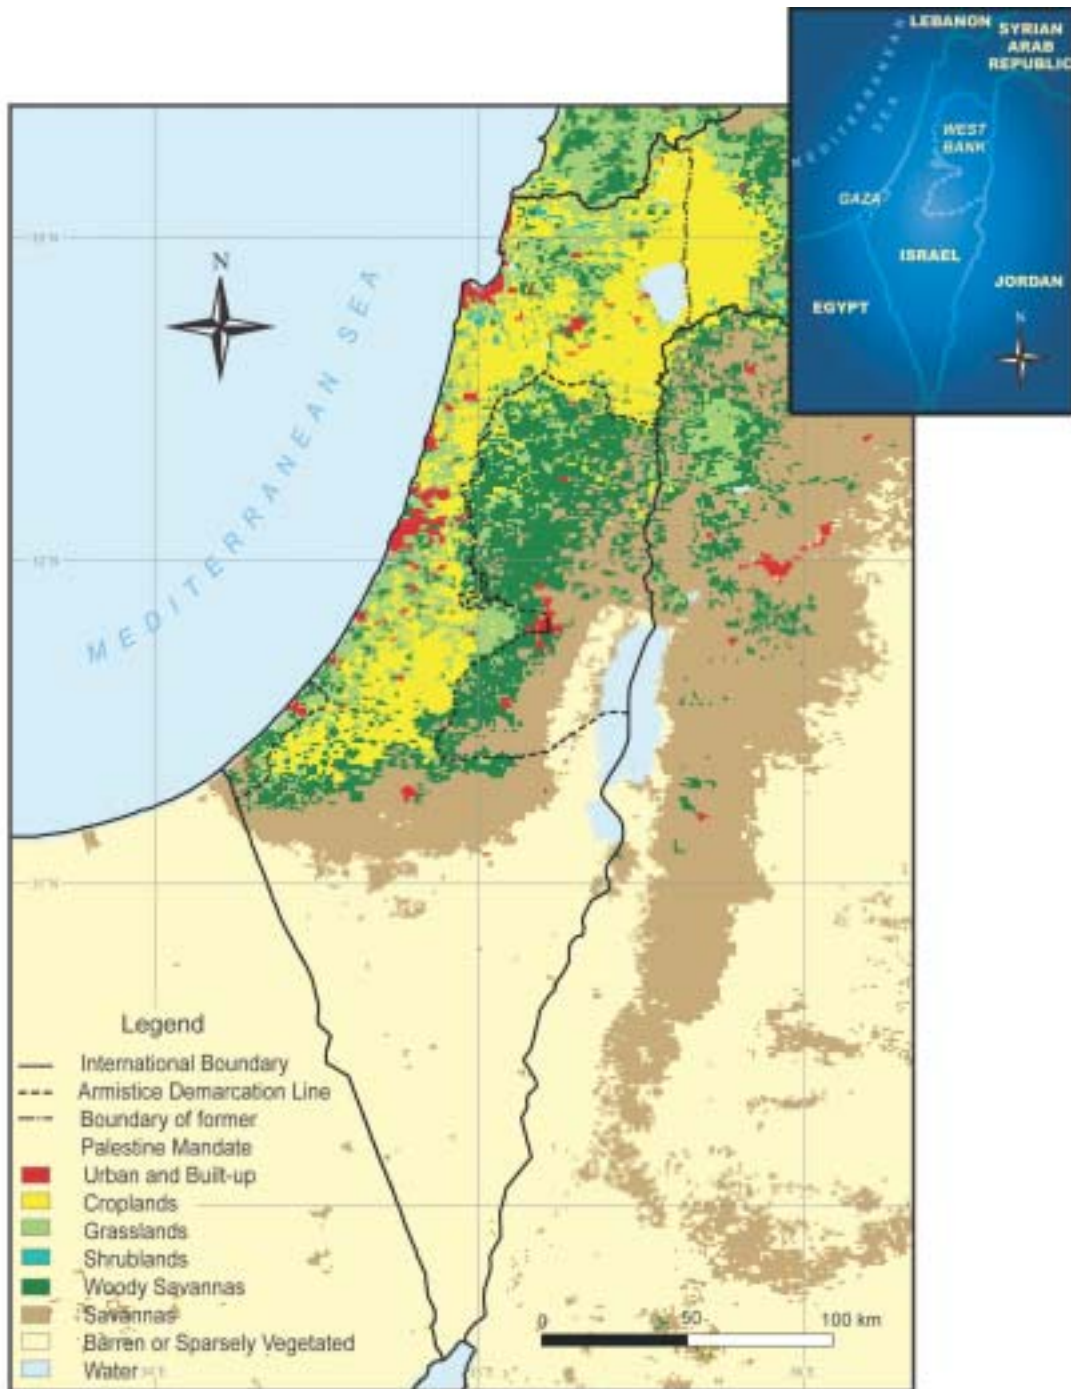 LEBANON
SYRIAN
ARAB
REPUBLIC
MEDITERRANEAN SEA
WEST
BANK
GAZA
ISRAEL
JORDAN
EGYPT
N
N
MEDITERRANEAN SEA
Legend
International Boundary
Armistice Demarcation Line
Boundary of former
Palestine Mandate
Urban and Built-up
Croplands
Grasslands
Shrublands
Woody Savannas
Savannas
Barren or Sparsely Vegetated
Water
0 50 100 km